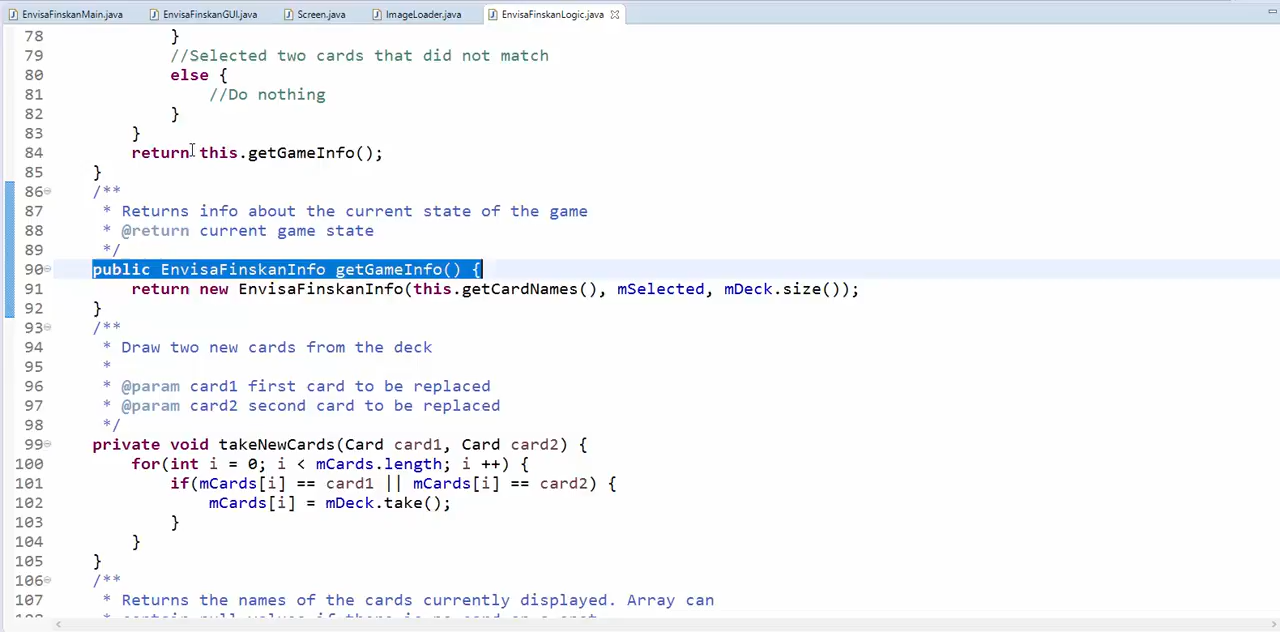 EnvisaFinskanMain.java EnvisaFinskanGUI.java Screen.java ImageLoader.java EnvisaFinskanLogic.java
78 }
79 //Selected two cards that did not match
80 else {
81 //Do nothing
82 }
83 }
84 return this.getGameInfo();
85 }
86 /**
87 * Returns info about the current state of the game
88 * @return current game state
89 */
90 public EnvisaFinskanInfo getGameInfo() {
91 return new EnvisaFinskanInfo(this.getCardNames(), mSelected, mDeck.size());
92 }
93 /**
94 * Draw two new cards from the deck
95 *
96 * @param card1 first card to be replaced
97 * @param card2 second card to be replaced
98 */
99 private void takeNewCards(Card card1, Card card2) {
100 for(int i = 0; i < mCards.length; i ++) {
101 if(mCards[i] == card1 || mCards[i] == card2) {
102 mCards[i] = mDeck.take();
103 }
104 }
105 }
106 /**
107 * Returns the names of the cards currently displayed. Array can